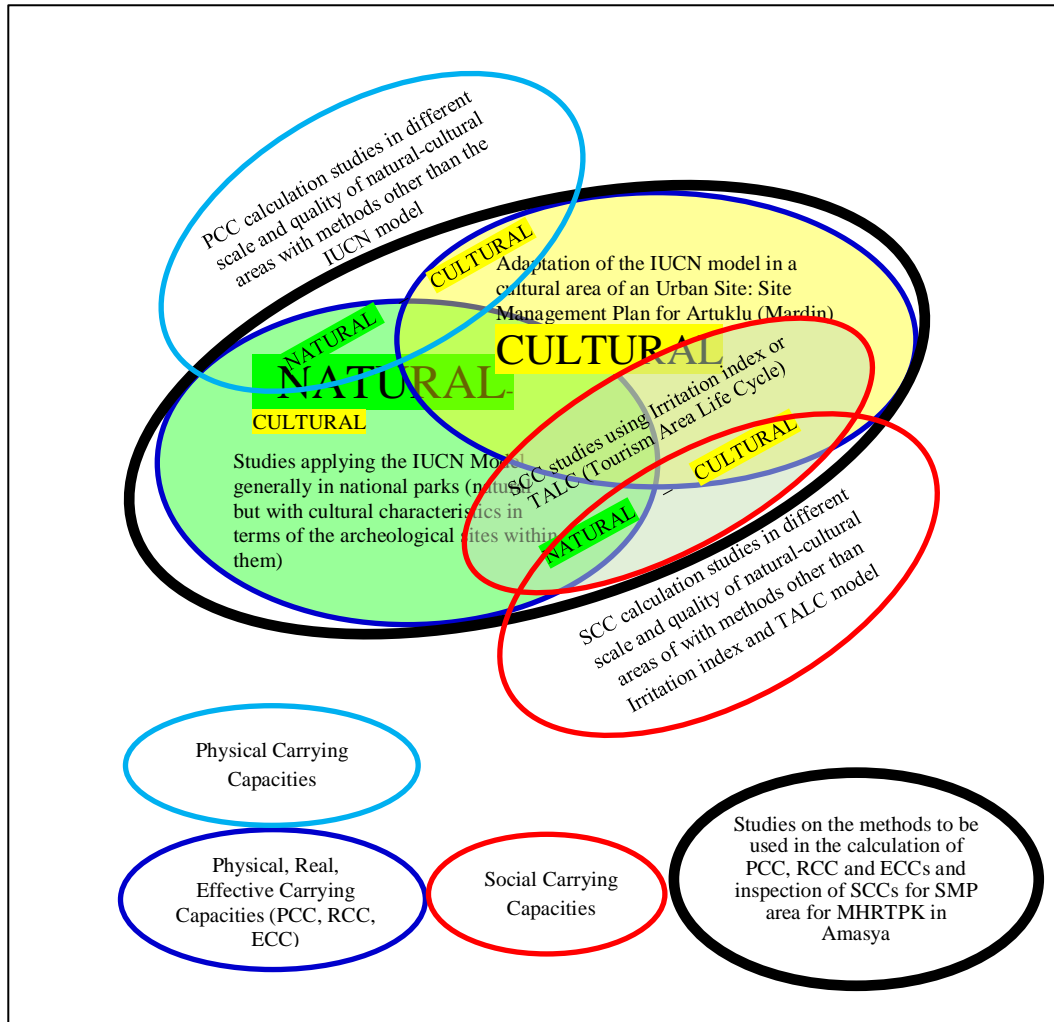 PCC calculation studies in different
scale and quality of natural-cultural
areas with methods other than the
IUCN model
CULTURAL
NATURAL
Adaptation of the IUCN model in a
cultural area of an Urban Site: Site
Management Plan for Artuklu (Mardin)
CULTURAL
NATURAL-
CULTURAL
Studies applying the IUCN Model
generally in national parks (natural
but with cultural characteristics in
terms of the archeological sites within
them)
SCC studies using Irritation index or
TALC (Tourism Area Life Cycle)
NATURAL – CULTURAL
SCC calculation studies in different
scale and quality of natural-cultural
areas of with methods other than
Irritation index and TALC model
Physical Carrying
Capacities
Physical, Real,
Effective Carrying
Capacities (PCC, RCC,
ECC)
Social Carrying
Capacities
Studies on the methods to be
used in the calculation of
PCC, RCC and ECCs and
inspection of SCCs for SMP
area for MHRTPK in
Amasya